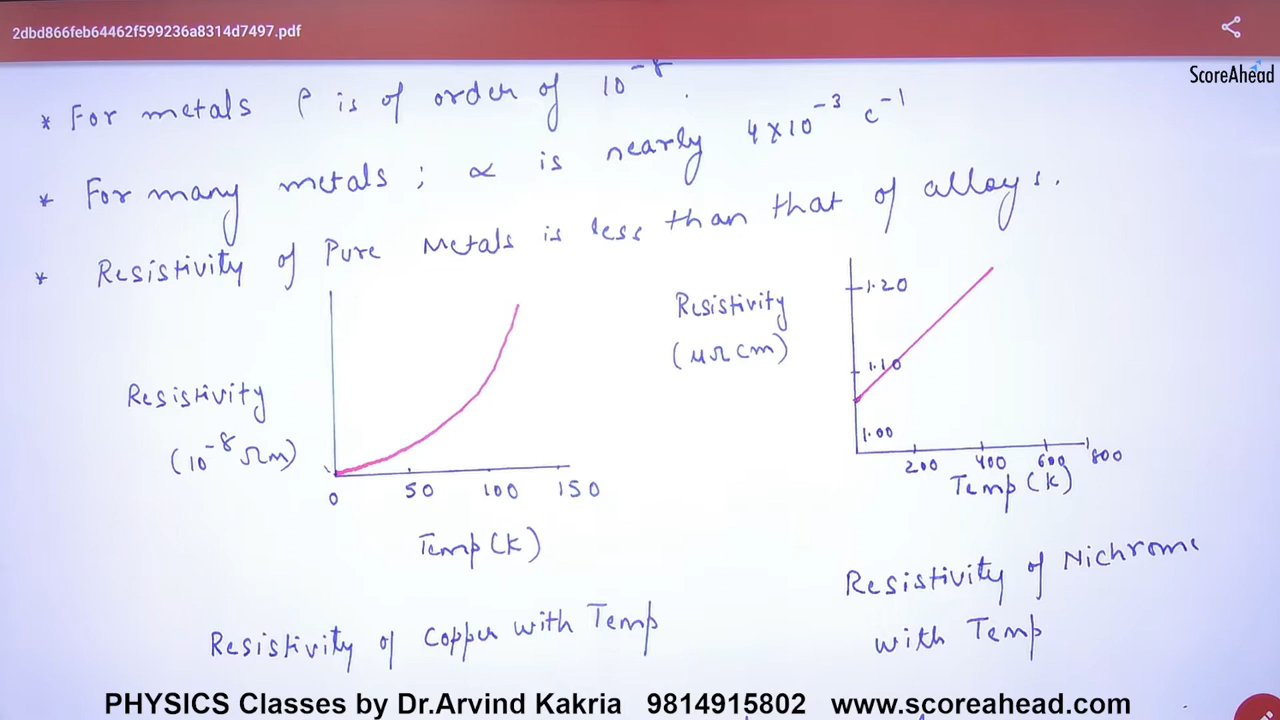 2dbd866feb64462f599236a8314d7497.pdf
ScoreAhead
* For metals ρ is of order of 10⁻⁸.
* For many metals ; α is nearly 4×10⁻³ c⁻¹
* Resistivity of Pure Metals is less than that of alloys.
Resistivity
(10⁻⁸ Ωm)
0 50 100 150
Temp(K)
Resistivity of Copper with Temp
Resistivity
(μΩcm)
1.20
1.10
1.00
200 400 600 800
Temp(K)
Resistivity of Nichrome
with Temp
PHYSICS Classes by Dr.Arvind Kakria 9814915802 www.scoreahead.com